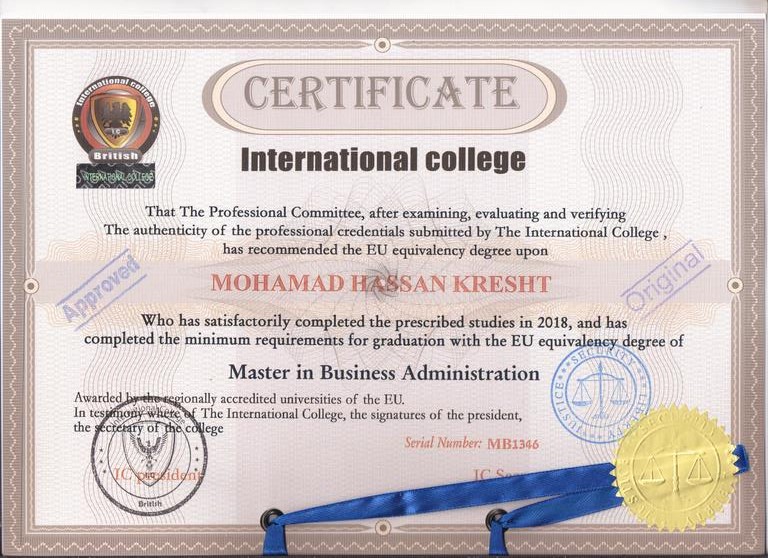 International college
I.C
British
INTERNATIONAL COLLEGE
CERTIFICATE
International college
That The Professional Committee, after examining, evaluating and verifying
The authenticity of the professional credentials submitted by The International College ,
has recommended the EU equivalency degree upon
Approved
MOHAMAD HASSAN KRESHT
Original
Who has satisfactorily completed the prescribed studies in 2018, and has
completed the minimum requirements for graduation with the EU equivalency degree of
Master in Business Administration
Awarded by the regionally accredited universities of the EU.
In testimony where of The International College, the signatures of the president,
the secretary of the college
Serial Number: MB1346
SECURITY
JUSTICE
LIBERTY
IC president
British
IC